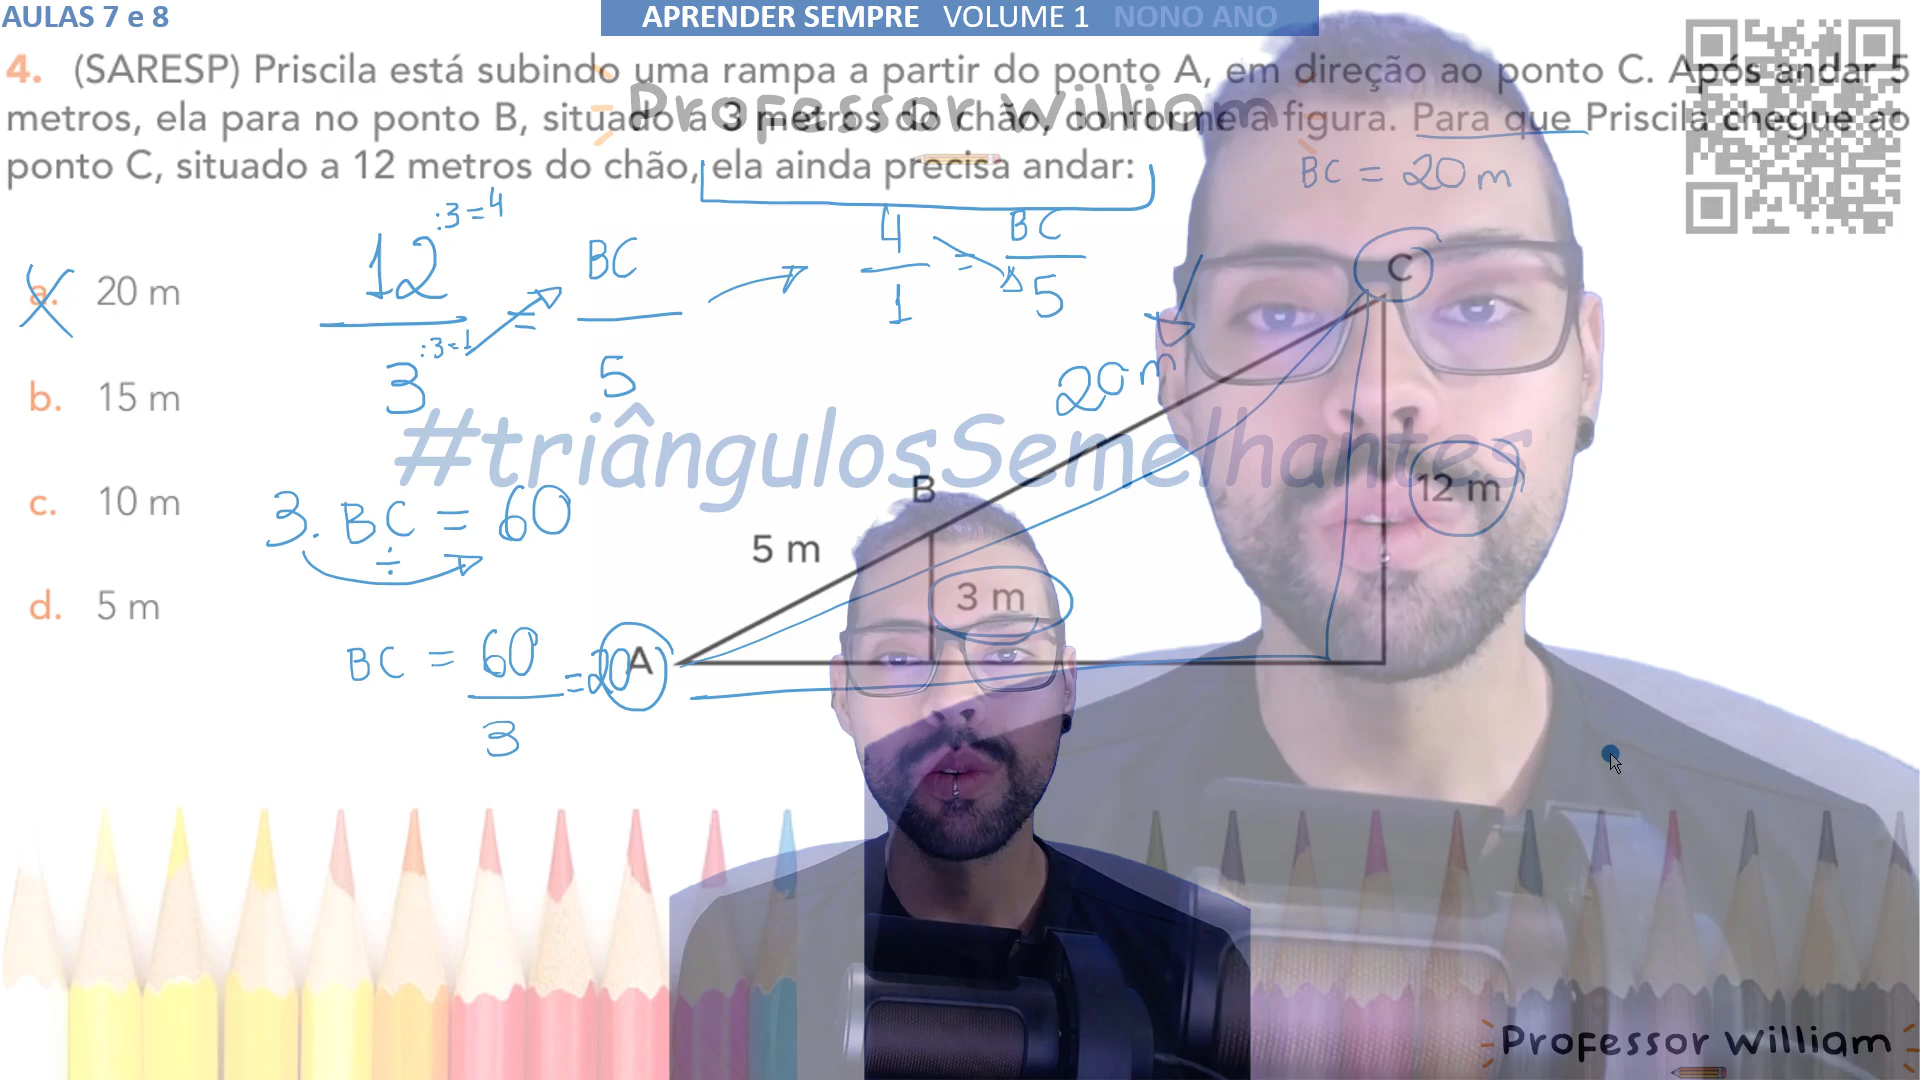 AULAS 7 e 8
APRENDER SEMPRE VOLUME 1 NONO ANO
4. (SARESP) Priscila está subindo uma rampa a partir do ponto A, em direção ao ponto C. Após andar 5
metros, ela para no ponto B, situado a 3 metros do chão, conforme a figura. Para que Priscila chegue ao
ponto C, situado a 12 metros do chão, ela ainda precisa andar:
Professor William
BC = 20 m
a. 20 m
b. 15 m
c. 10 m
d. 5 m
12 :3=4
3 :3=1
=
BC
5
4
1
=
BC
5
C
20 m
#triângulosSemelhantes
12 m
B
3. BC = 60
÷
5 m
3 m
BC = 60
3
=20
A
Professor William